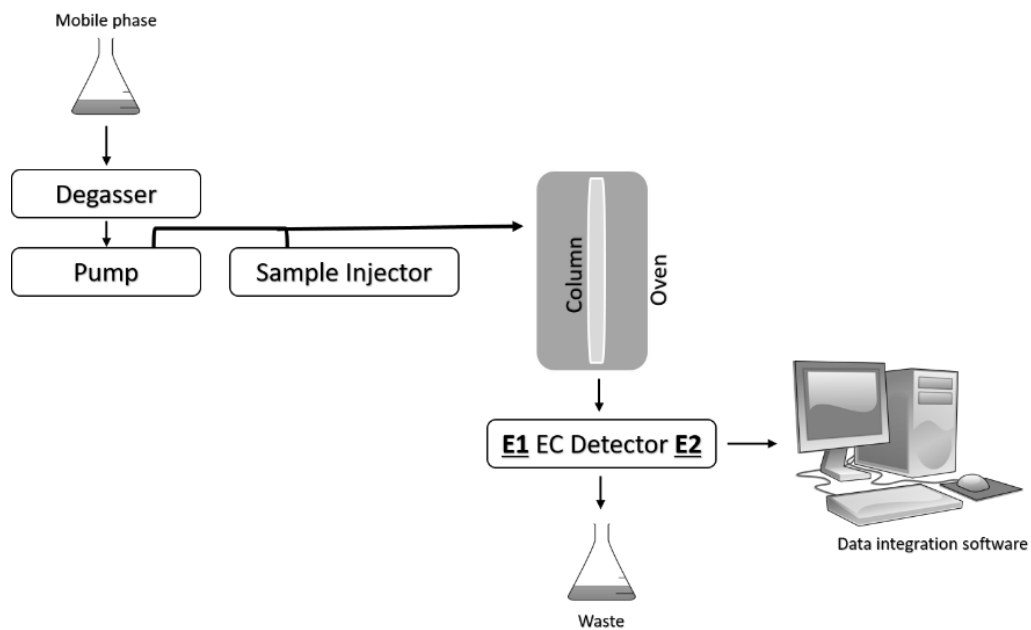 Mobile phase
Degasser
Pump
Sample Injector
Column
Oven
E1 EC Detector E2
Data integration software
Waste